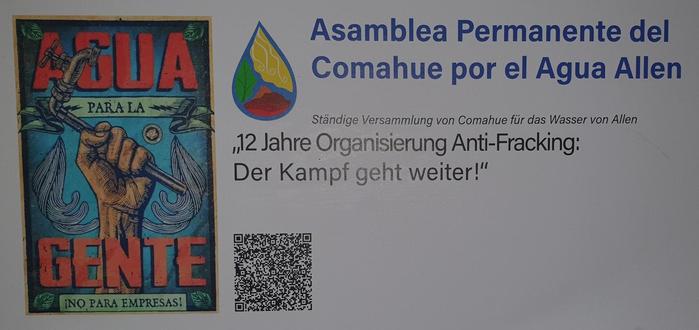 AGUA
PARA LA
GENTE
¡NO PARA EMPRESAS!
Asamblea Permanente del
Comahue por el Agua Allen
Ständige Versammlung von Comahue für das Wasser von Allen
„12 Jahre Organisierung Anti-Fracking:
Der Kampf geht weiter!“